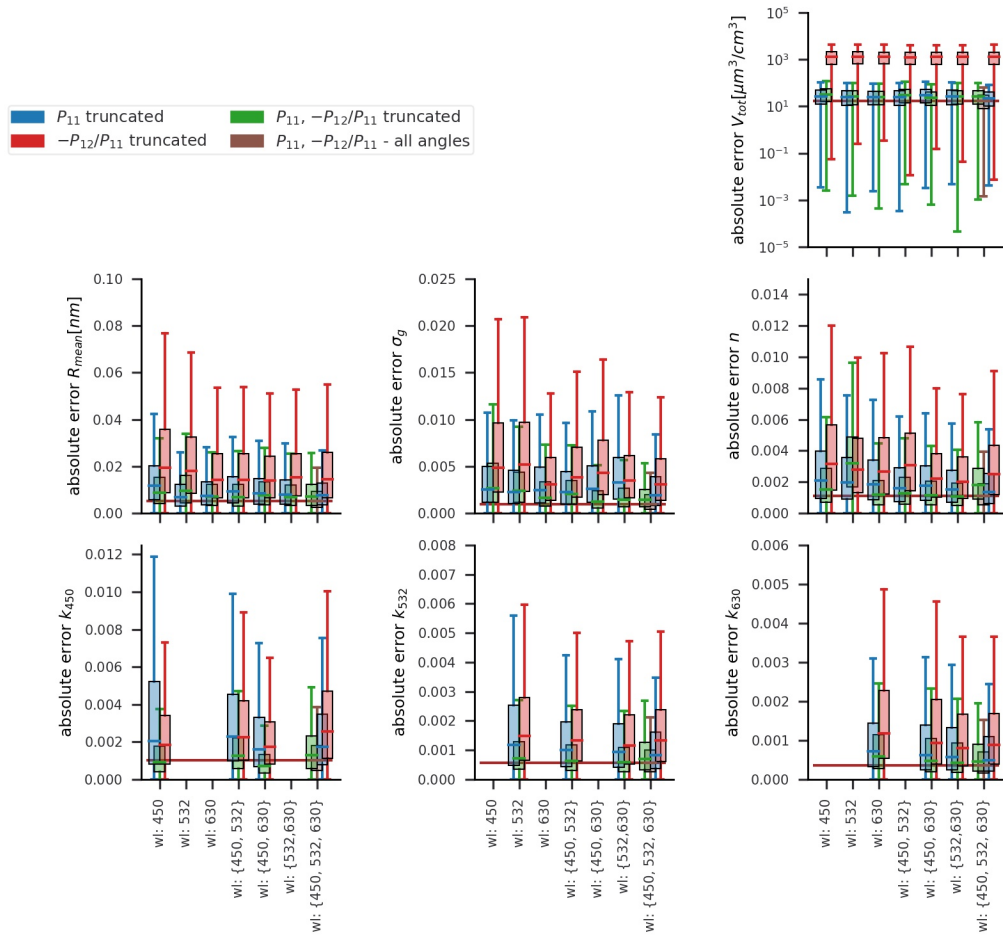 P11 truncated
−P12/P11 truncated
P11, −P12/P11 truncated
P11, −P12/P11 - all angles
absolute error Vtot[μm³/cm³]
10⁵
10³
10¹
10⁻¹
10⁻³
10⁻⁵
absolute error Rmean[nm]
0.10
0.08
0.06
0.04
0.02
0.00
absolute error σg
0.025
0.020
0.015
0.010
0.005
0.000
absolute error n
0.014
0.012
0.010
0.008
0.006
0.004
0.002
0.000
absolute error k450
0.012
0.010
0.008
0.006
0.004
0.002
0.000
absolute error k532
0.008
0.007
0.006
0.005
0.004
0.003
0.002
0.001
0.000
absolute error k630
0.006
0.005
0.004
0.003
0.002
0.001
0.000
wl: 450
wl: 532
wl: 630
wl: {450, 532}
wl: {450, 630}
wl: {532,630}
wl: {450, 532, 630}
wl: 450
wl: 532
wl: 630
wl: {450, 532}
wl: {450, 630}
wl: {532,630}
wl: {450, 532, 630}
wl: 450
wl: 532
wl: 630
wl: {450, 532}
wl: {450, 630}
wl: {532,630}
wl: {450, 532, 630}